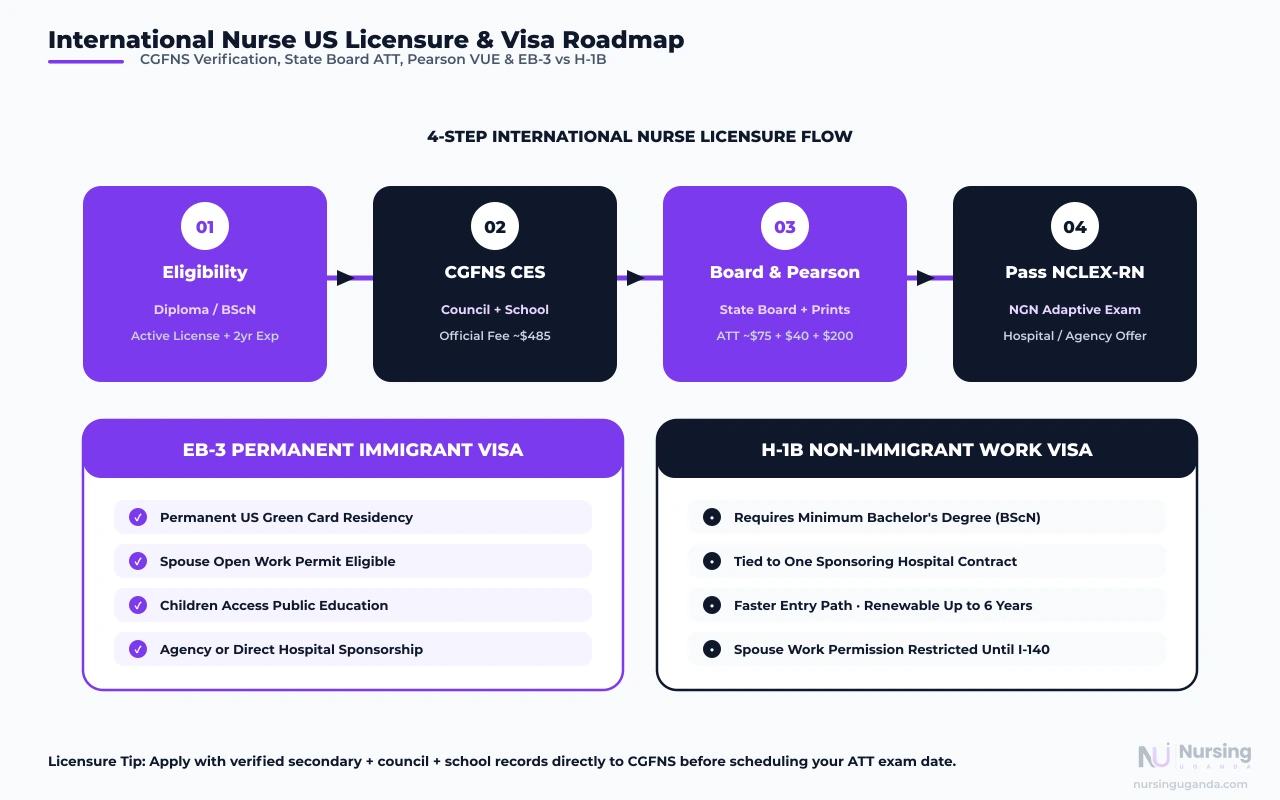 International Nurse US Licensure & Visa Roadmap
CGFNS Verification, State Board ATT, Pearson VUE & EB-3 vs H-1B
4-STEP INTERNATIONAL NURSE LICENSURE FLOW
01
Eligibility
Diploma / BScN
Active License + 2yr Exp
02
CGFNS CES
Council + School
Official Fee ~$485
03
Board & Pearson
State Board + Prints
ATT ~$75 + $40 + $200
04
Pass NCLEX-RN
NGN Adaptive Exam
Hospital / Agency Offer
EB-3 PERMANENT IMMIGRANT VISA
Permanent US Green Card Residency
Spouse Open Work Permit Eligible
Children Access Public Education
Agency or Direct Hospital Sponsorship
H-1B NON-IMMIGRANT WORK VISA
Requires Minimum Bachelor's Degree (BScN)
Tied to One Sponsoring Hospital Contract
Faster Entry Path · Renewable Up to 6 Years
Spouse Work Permission Restricted Until I-140
Licensure Tip: Apply with verified secondary + council + school records directly to CGFNS before scheduling your ATT exam date.
NU Nursing
UGANDA
nursinguganda.com